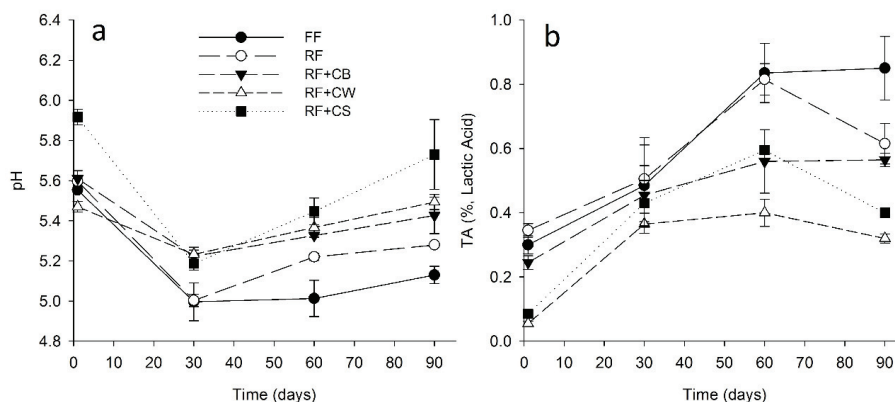 a
FF
RF
RF+CB
RF+CW
RF+CS
6.4
6.2
6.0
5.8
5.6
5.4
5.2
5.0
4.8
pH
0 10 20 30 40 50 60 70 80 90
Time (days)
b
1.0
0.8
0.6
0.4
0.2
0.0
TA (%, Lactic Acid)
0 10 20 30 40 50 60 70 80 90
Time (days)